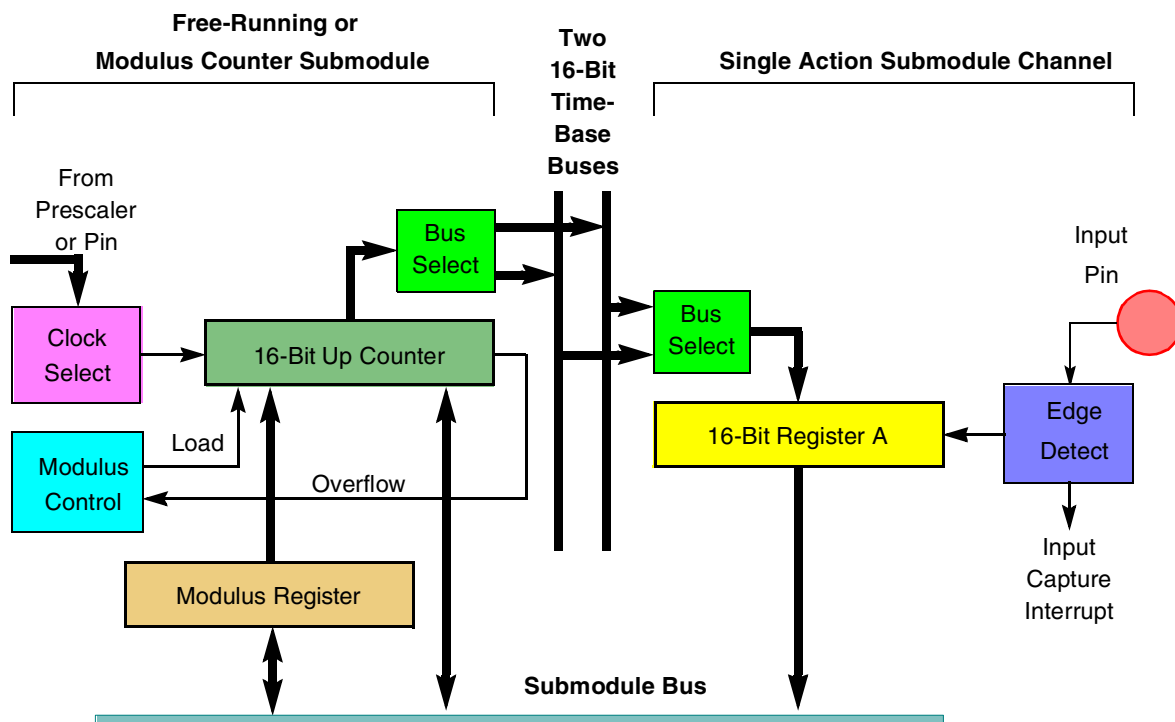 Free-Running or
Modulus Counter Submodule
Two
16-Bit
Time-
Base
Buses
Single Action Submodule Channel
From
Prescaler
or Pin
Bus
Select
Input
Pin
Clock
Select
16-Bit Up Counter
Bus
Select
Load
Modulus
Control
Overflow
16-Bit Register A
Edge
Detect
Modulus Register
Input
Capture
Interrupt
Submodule Bus